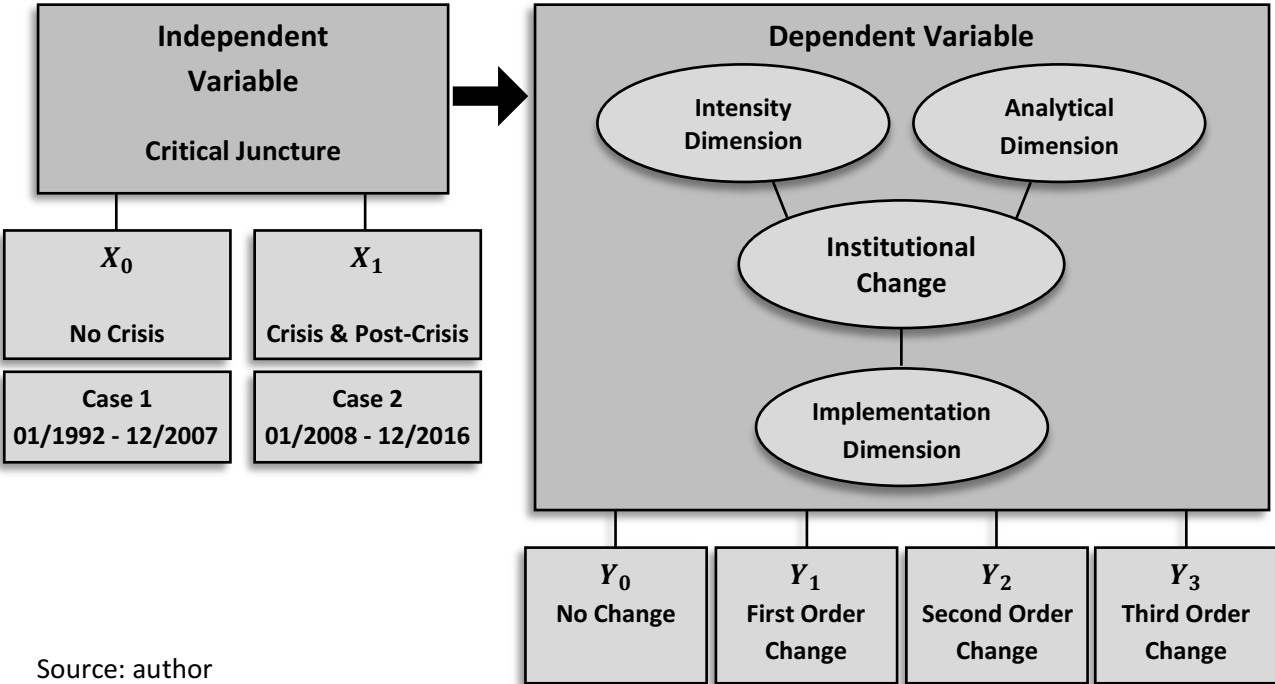 Independent
Variable
Critical Juncture
X₀
No Crisis
Case 1
01/1992 - 12/2007
X₁
Crisis & Post-Crisis
Case 2
01/2008 - 12/2016
Dependent Variable
Intensity
Dimension
Analytical
Dimension
Institutional
Change
Implementation
Dimension
Y₀
No Change
Y₁
First Order
Change
Y₂
Second Order
Change
Y₃
Third Order
Change
Source: author